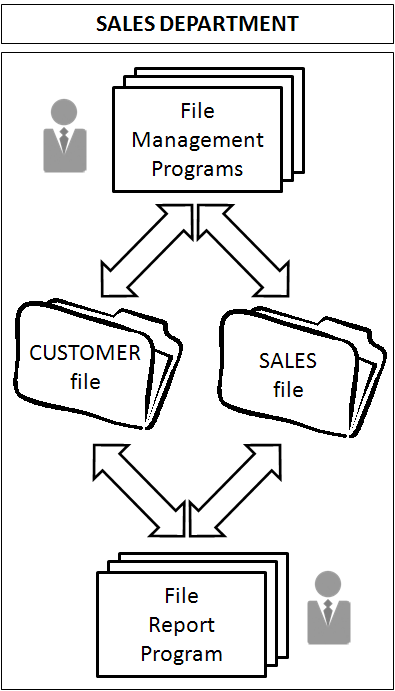 SALES DEPARTMENT
File
Management
Programs
CUSTOMER
file
SALES
file
File
Report
Program